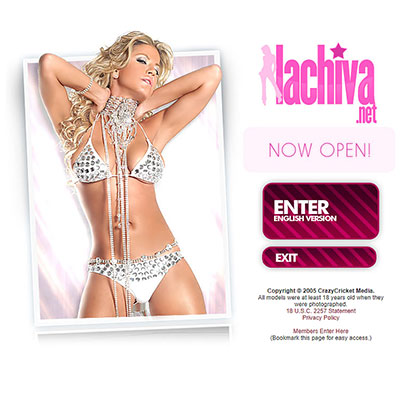 lachiva
.net
NOW OPEN!
ENTER
ENGLISH VERSION
EXIT
Copyright © 2005 CrazyCricket Media.
All models were at least 18 years old when they
were photographed.
18 U.S.C. 2257 Statement
Privacy Policy
Members Enter Here
(Bookmark this page for easy access.)